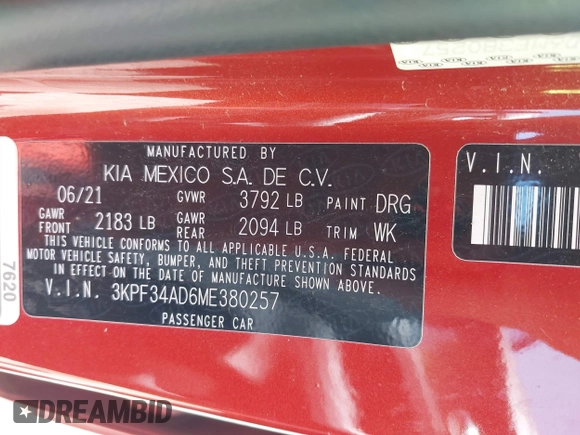 MANUFACTURED BY
KIA MEXICO S.A. DE C.V.
06/21 GVWR 3792 LB PAINT DRG
GAWR FRONT 2183 LB GAWR REAR 2094 LB TRIM WK
THIS VEHICLE CONFORMS TO ALL APPLICABLE U.S.A. FEDERAL
MOTOR VEHICLE SAFETY, BUMPER, AND THEFT PREVENTION STANDARDS
IN EFFECT ON THE DATE OF MANUFACTURE SHOWN ABOVE.
V.I.N. 3KPF34AD6ME380257
PASSENGER CAR
V.I.N.
7620
DREAMBID